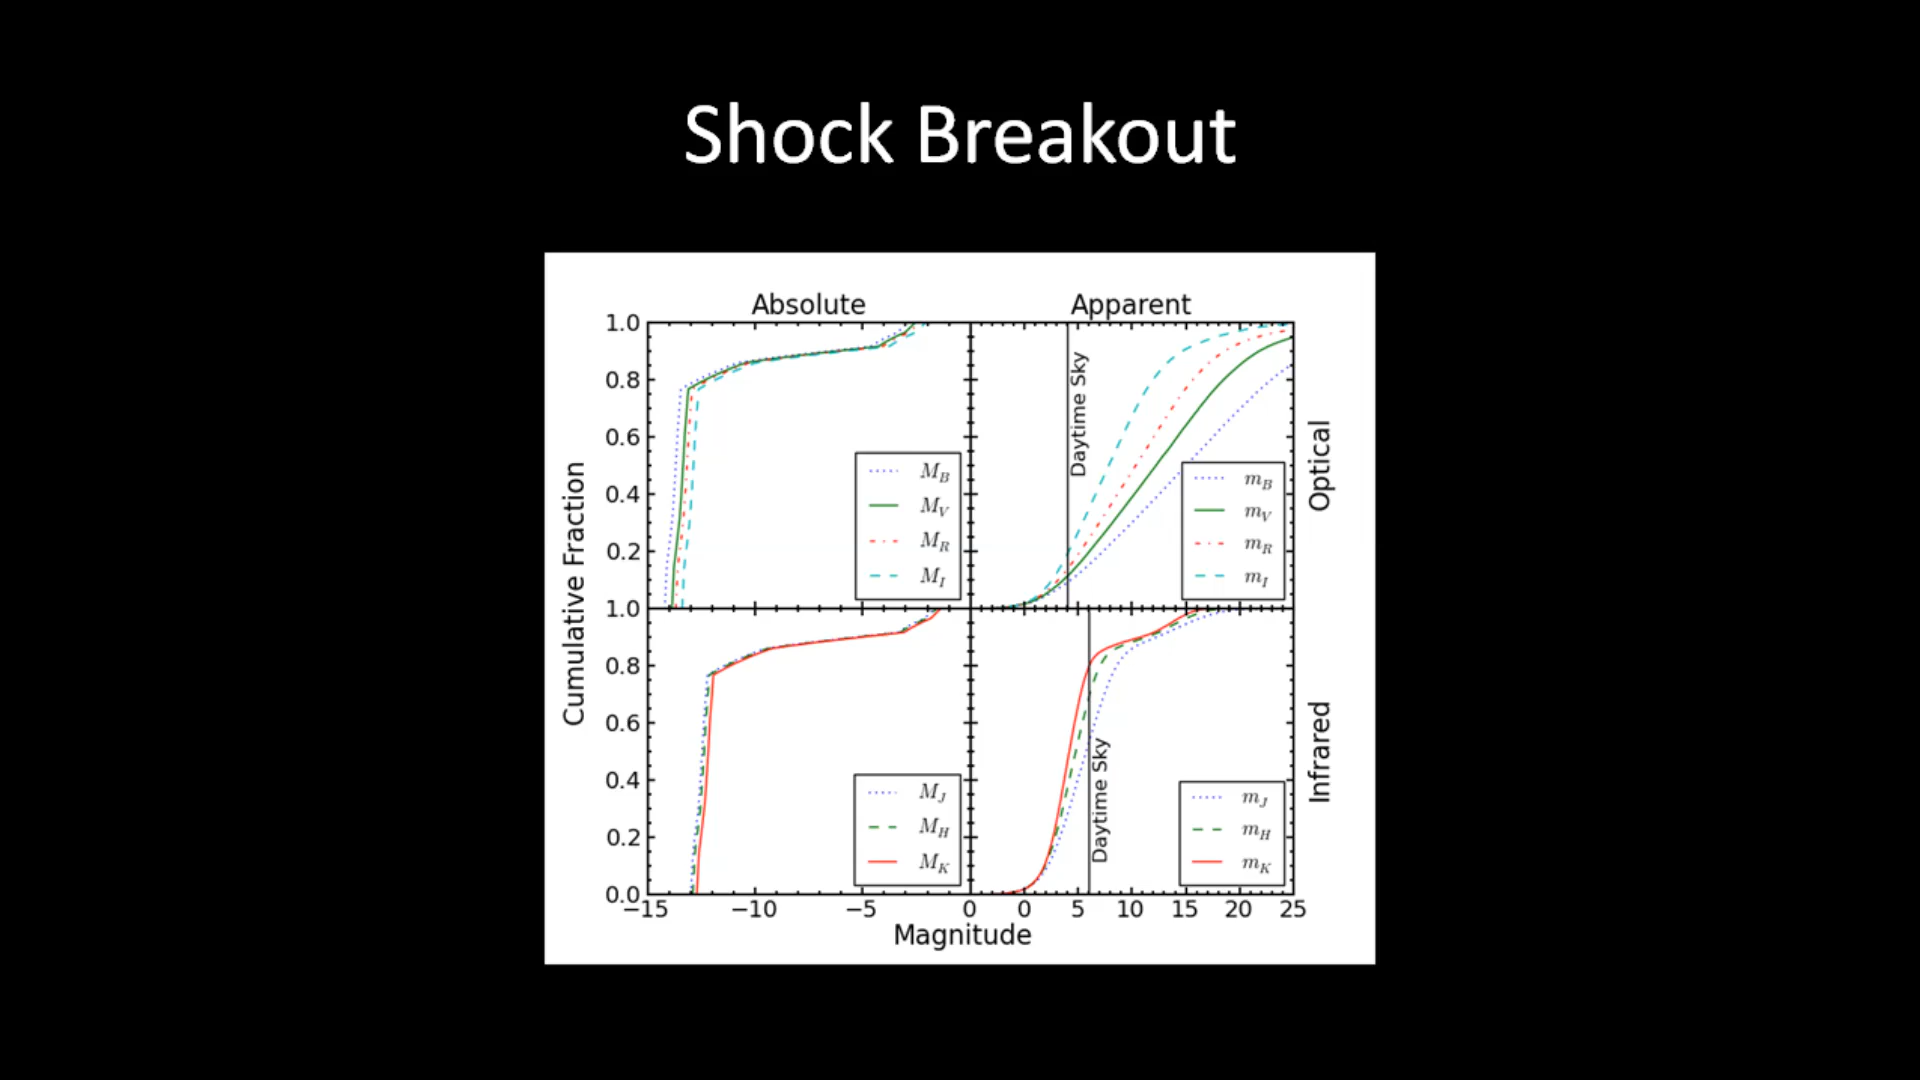 Shock Breakout
Absolute
Apparent
1.0
0.8
0.6
0.4
0.2
1.0
0.8
0.6
0.4
0.2
0.0
Cumulative Fraction
M_B
M_V
M_R
M_I
Daytime Sky
m_B
m_V
m_R
m_I
Optical
M_J
M_H
M_K
Daytime Sky
m_J
m_H
m_K
Infrared
−15 −10 −5 0 0 5 10 15 20 25
Magnitude